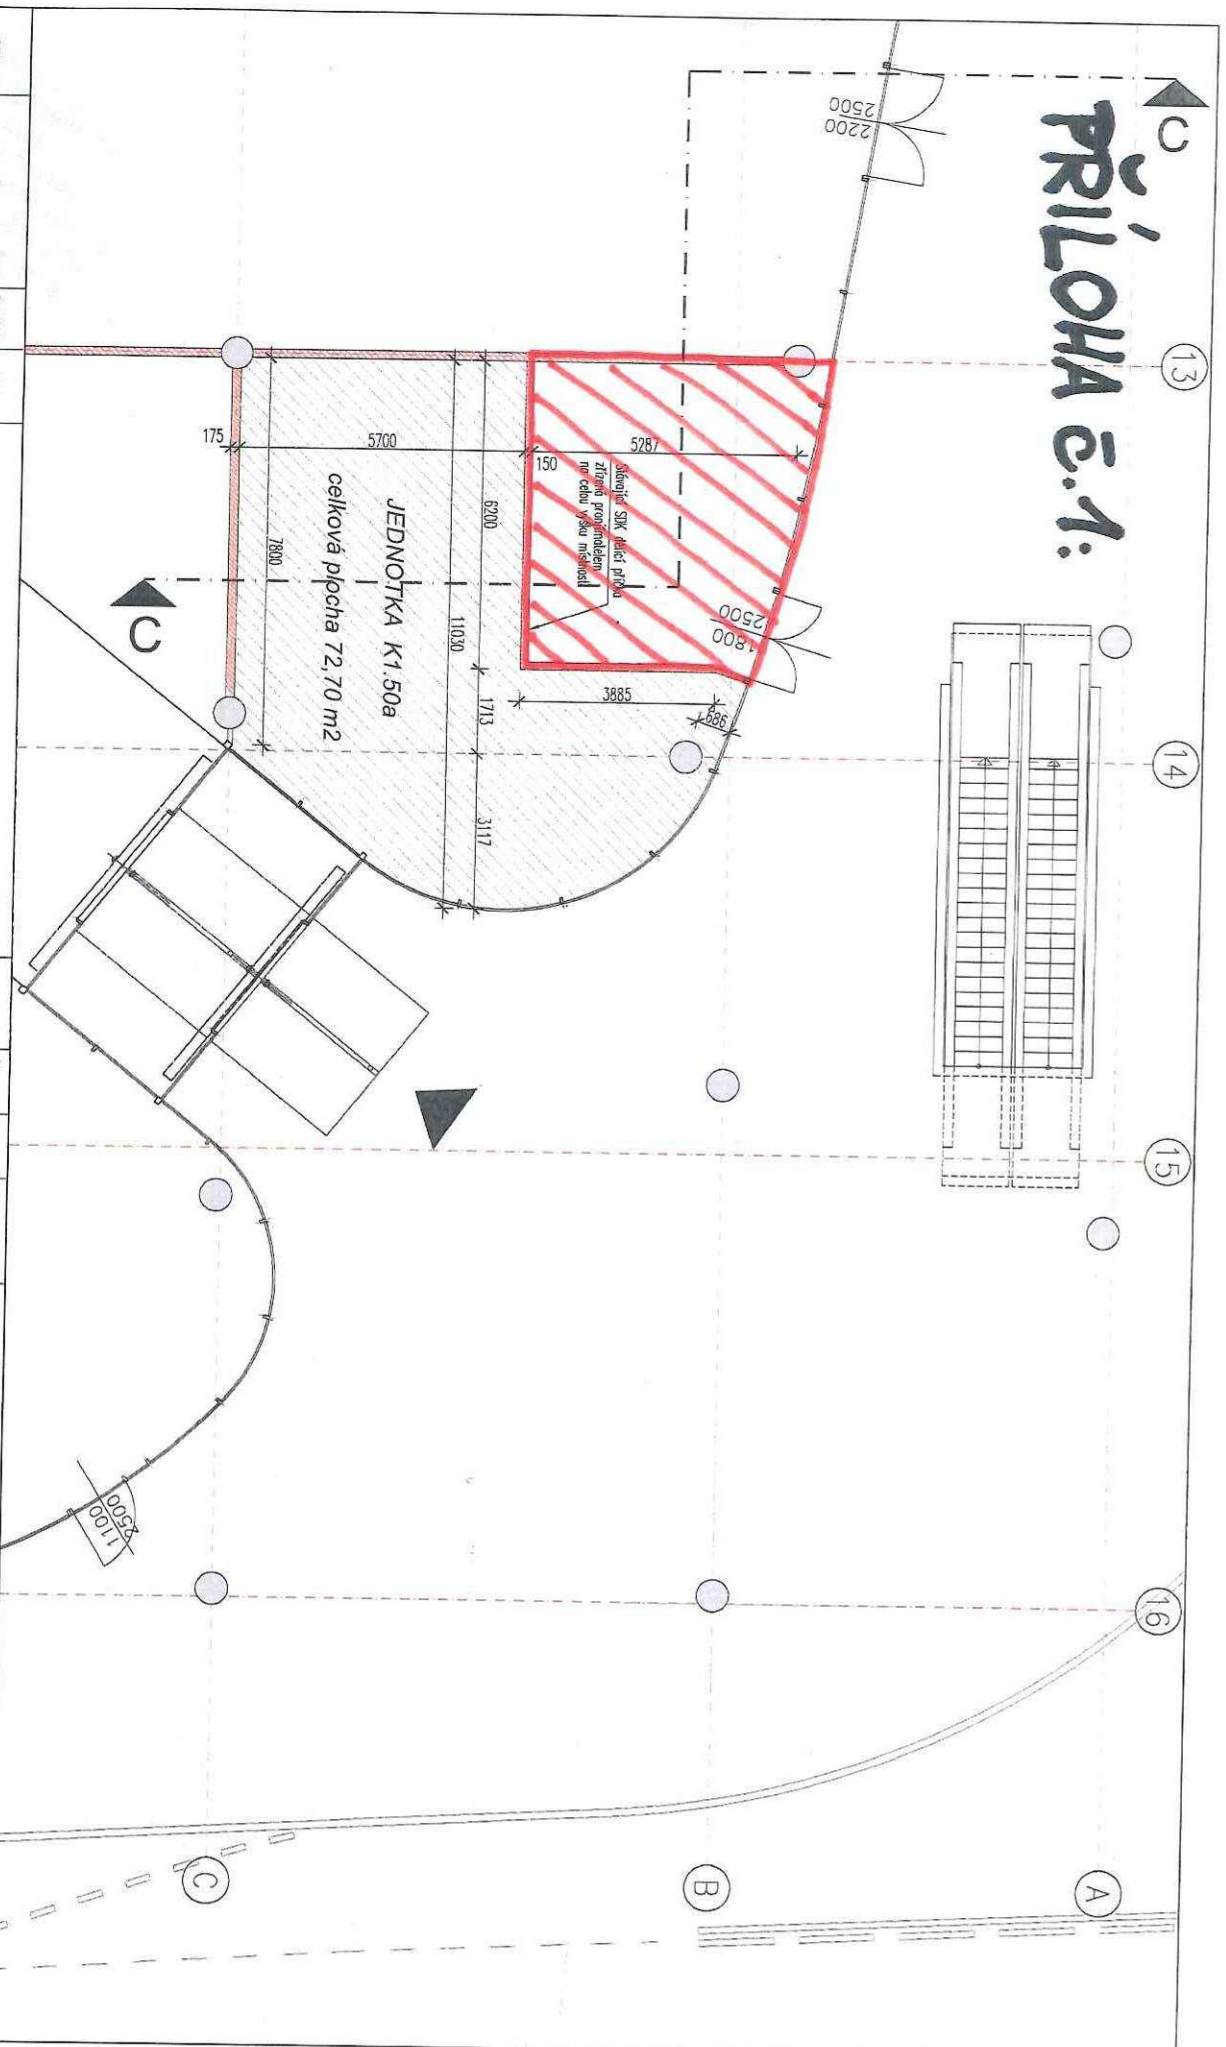 PŘÍLOHA č.1:
C
13
14
15
16
A
B
C
2200
2500
5287
150
Stávající SDK dělicí příčka
zřízená pronajímatelem
na celou výšku místnosti
1800
2500
3885
686
175
5700
6200
1713
3117
11030
7800
JEDNOTKA K1.50a
celková plocha 72,70 m2
C
1100
2500